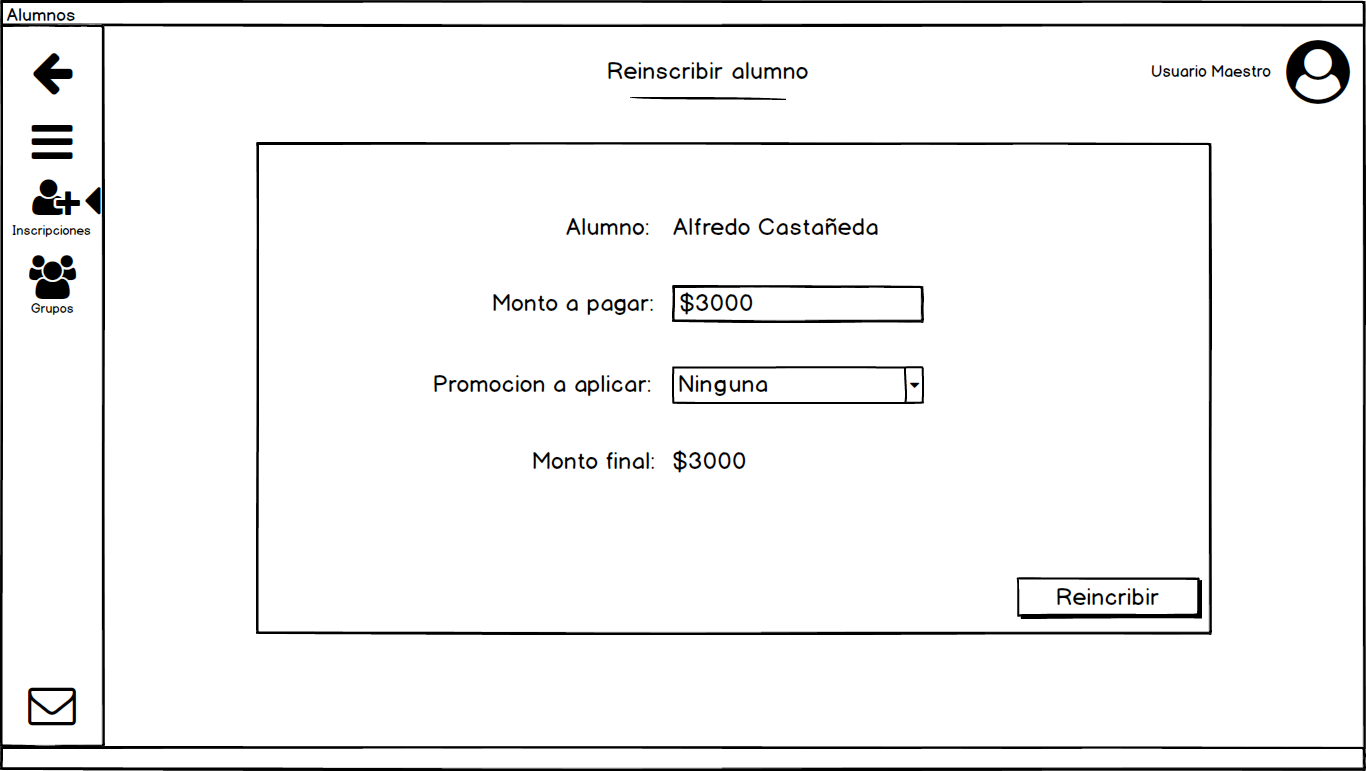 Alumnos
Reinscribir alumno
Usuario Maestro
Inscripciones
Grupos
Alumno: Alfredo Castañeda
Monto a pagar: $3000
Promocion a aplicar: Ninguna
Monto final: $3000
Reincribir